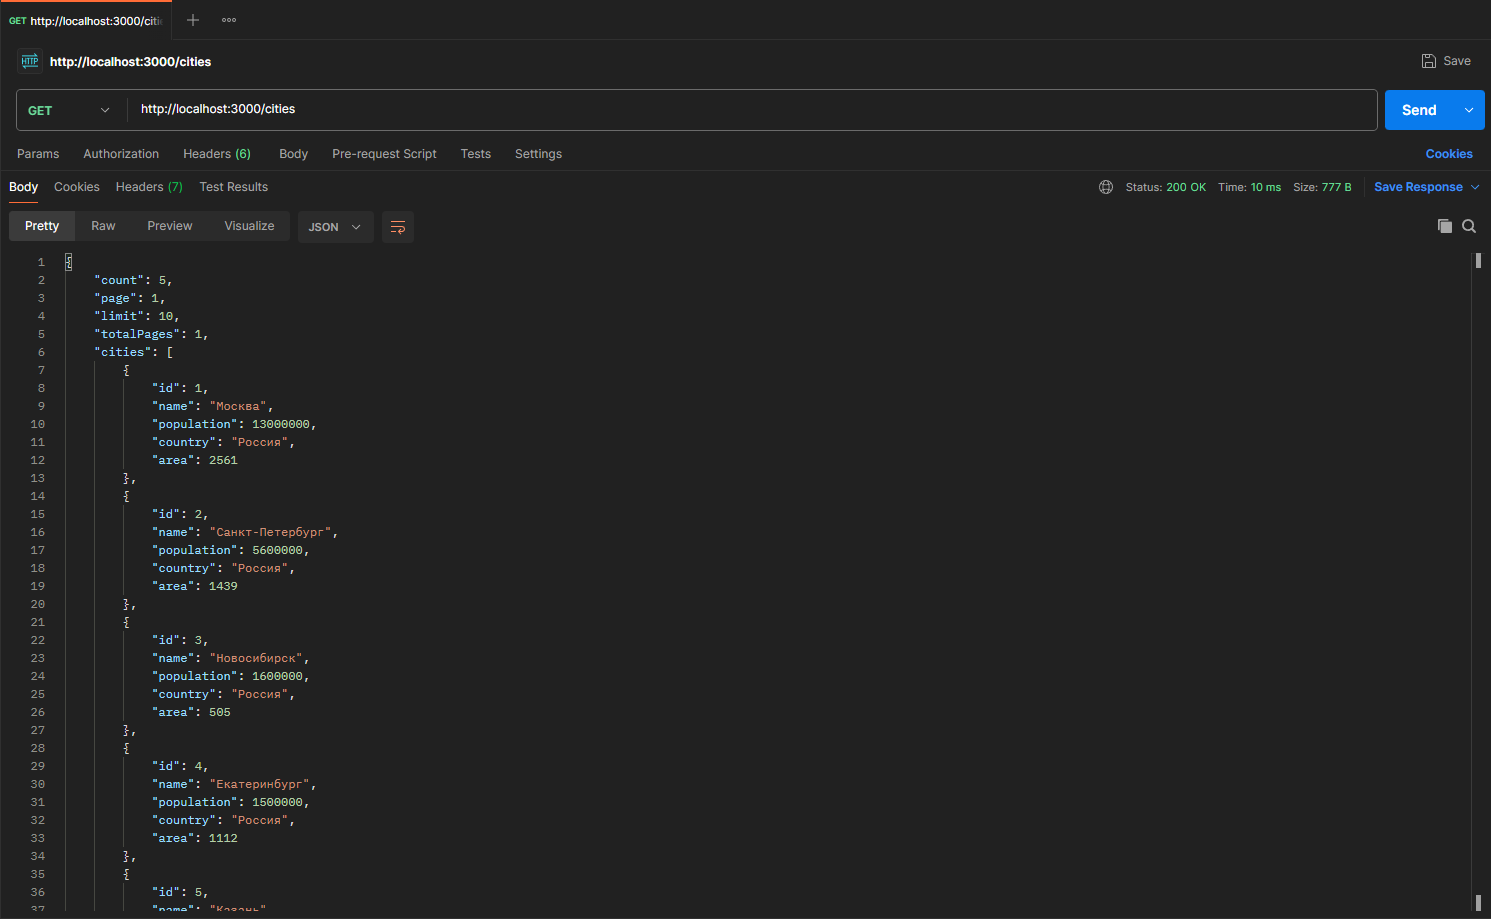 GET http://localhost:3000/citi
http://localhost:3000/cities
Save
GET http://localhost:3000/cities
Send
Params Authorization Headers (6) Body Pre-request Script Tests Settings
Cookies
Body Cookies Headers (7) Test Results
Status: 200 OK Time: 10 ms Size: 777 B
Save Response
Pretty Raw Preview Visualize
JSON
1 {
2 "count": 5,
3 "page": 1,
4 "limit": 10,
5 "totalPages": 1,
6 "cities": [
7 {
8 "id": 1,
9 "name": "Москва",
10 "population": 13000000,
11 "country": "Россия",
12 "area": 2561
13 },
14 {
15 "id": 2,
16 "name": "Санкт-Петербург",
17 "population": 5600000,
18 "country": "Россия",
19 "area": 1439
20 },
21 {
22 "id": 3,
23 "name": "Новосибирск",
24 "population": 1600000,
25 "country": "Россия",
26 "area": 505
27 },
28 {
29 "id": 4,
30 "name": "Екатеринбург",
31 "population": 1500000,
32 "country": "Россия",
33 "area": 1112
34 },
35 {
36 "id": 5,
37 "name": "Казань"